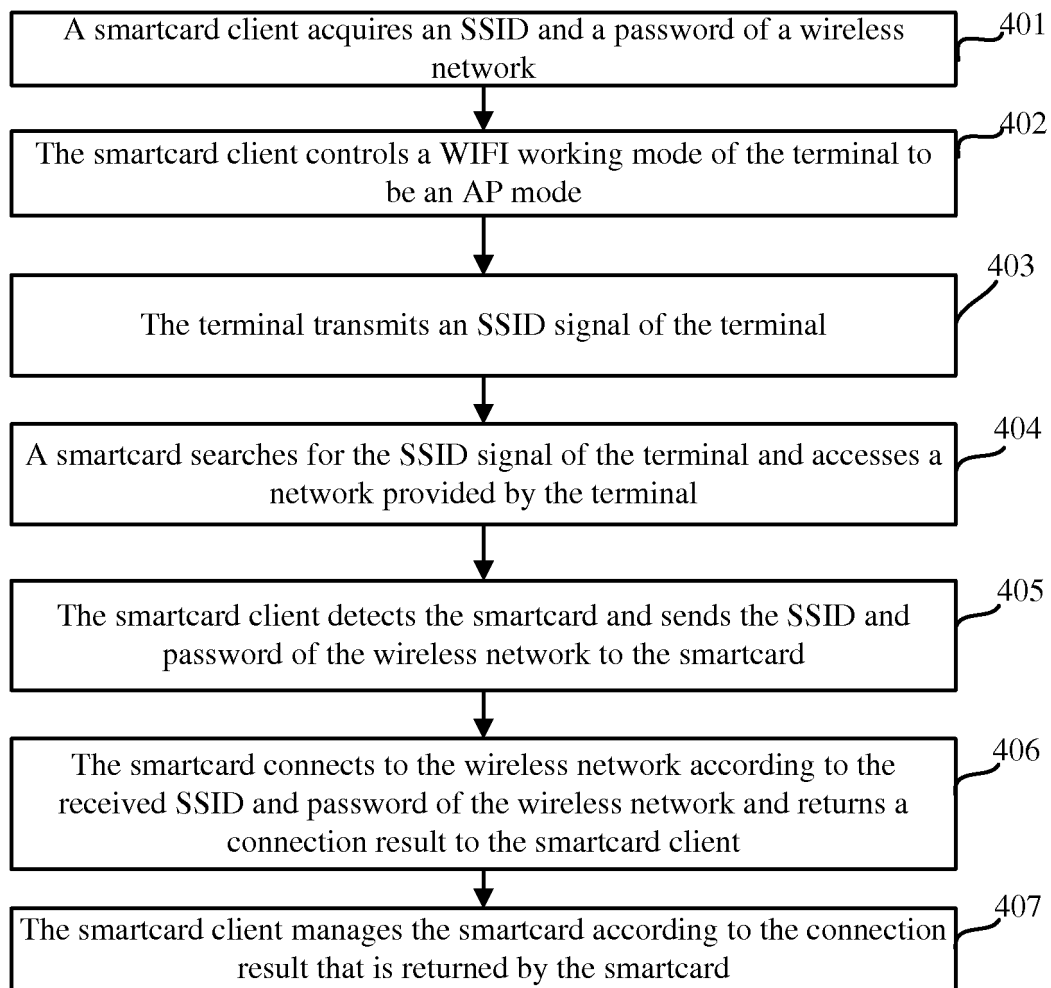 A smartcard client acquires an SSID and a password of a wireless
network
401
The smartcard client controls a WIFI working mode of the terminal to
be an AP mode
402
The terminal transmits an SSID signal of the terminal
403
A smartcard searches for the SSID signal of the terminal and accesses a
network provided by the terminal
404
The smartcard client detects the smartcard and sends the SSID and
password of the wireless network to the smartcard
405
The smartcard connects to the wireless network according to the
received SSID and password of the wireless network and returns a
connection result to the smartcard client
406
The smartcard client manages the smartcard according to the connection
result that is returned by the smartcard
407